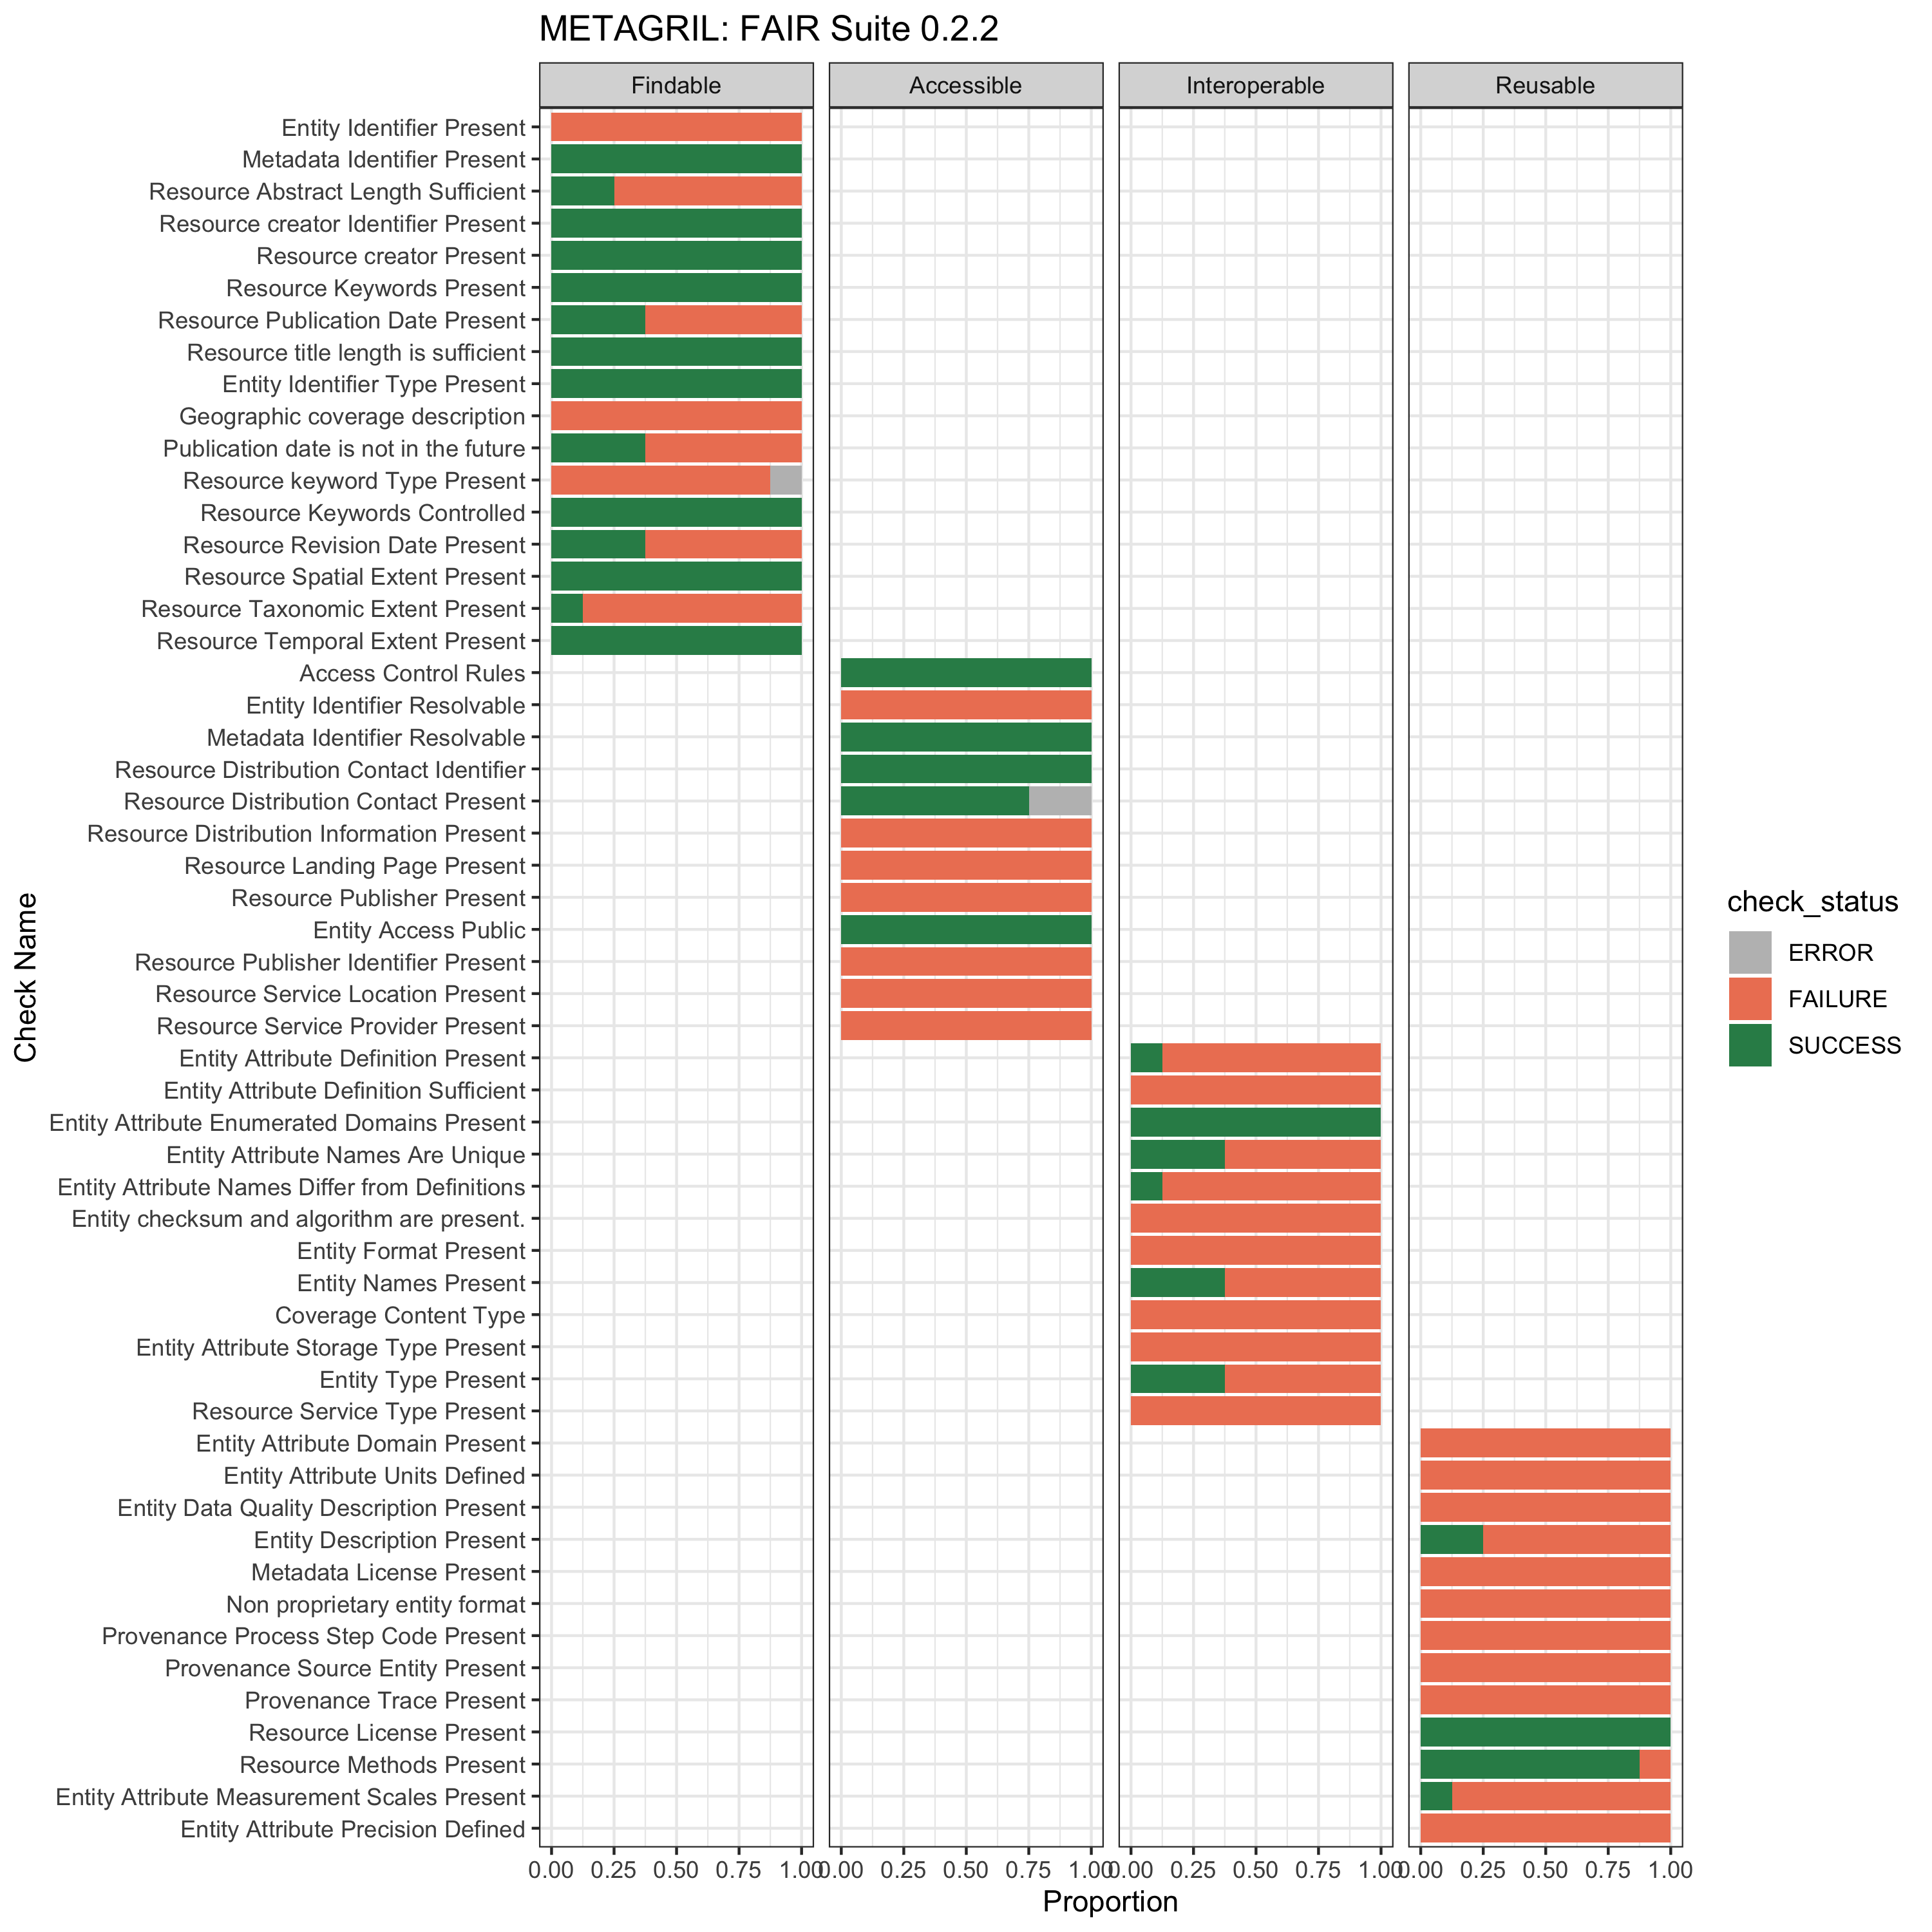 METAGRIL: FAIR Suite 0.2.2
Findable
Accessible
Interoperable
Reusable
Entity Identifier Present
Metadata Identifier Present
Resource Abstract Length Sufficient
Resource creator Identifier Present
Resource creator Present
Resource Keywords Present
Resource Publication Date Present
Resource title length is sufficient
Entity Identifier Type Present
Geographic coverage description
Publication date is not in the future
Resource keyword Type Present
Resource Keywords Controlled
Resource Revision Date Present
Resource Spatial Extent Present
Resource Taxonomic Extent Present
Resource Temporal Extent Present
Access Control Rules
Entity Identifier Resolvable
Metadata Identifier Resolvable
Resource Distribution Contact Identifier
Resource Distribution Contact Present
Resource Distribution Information Present
Resource Landing Page Present
Resource Publisher Present
Entity Access Public
Resource Publisher Identifier Present
Resource Service Location Present
Resource Service Provider Present
Entity Attribute Definition Present
Entity Attribute Definition Sufficient
Entity Attribute Enumerated Domains Present
Entity Attribute Names Are Unique
Entity Attribute Names Differ from Definitions
Entity checksum and algorithm are present.
Entity Format Present
Entity Names Present
Coverage Content Type
Entity Attribute Storage Type Present
Entity Type Present
Resource Service Type Present
Entity Attribute Domain Present
Entity Attribute Units Defined
Entity Data Quality Description Present
Entity Description Present
Metadata License Present
Non proprietary entity format
Provenance Process Step Code Present
Provenance Source Entity Present
Provenance Trace Present
Resource License Present
Resource Methods Present
Entity Attribute Measurement Scales Present
Entity Attribute Precision Defined
Check Name
0.00 0.25 0.50 0.75 1.00
0.00 0.25 0.50 0.75 1.00
0.00 0.25 0.50 0.75 1.00
0.00 0.25 0.50 0.75 1.00
Proportion
check_status
ERROR
FAILURE
SUCCESS